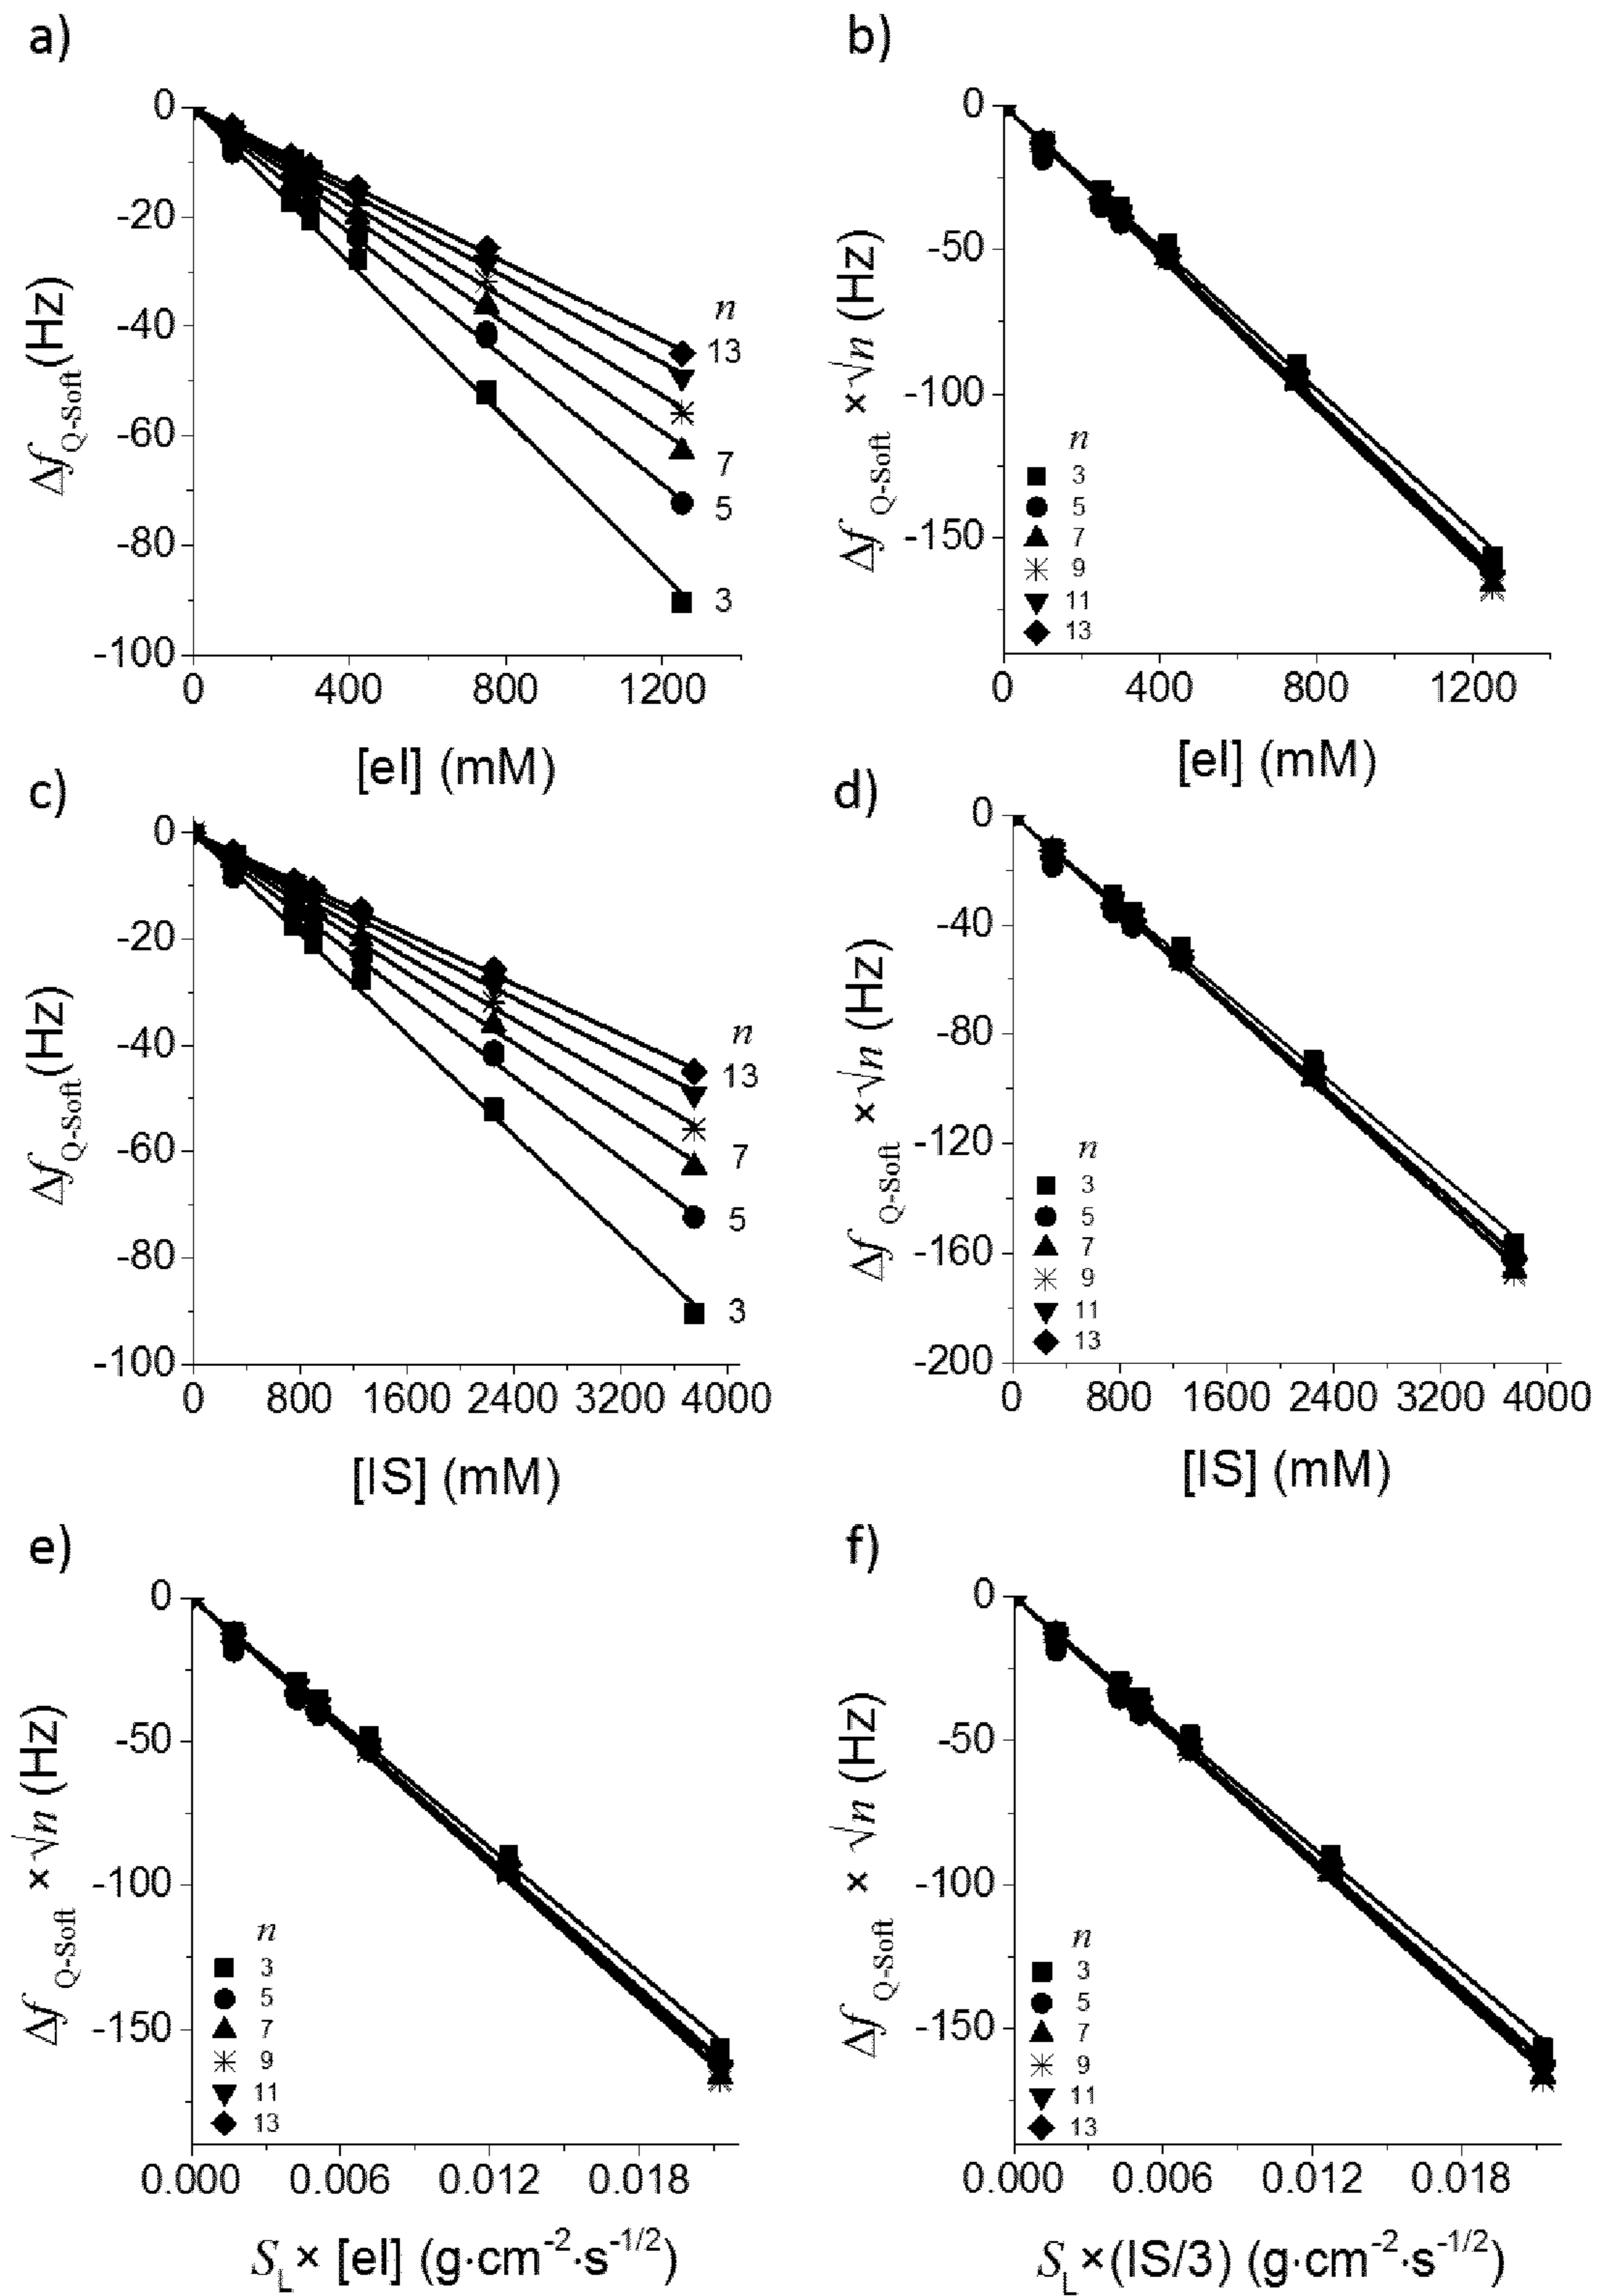 a)
Δf Q-Soft (Hz)
0
-20
-40
-60
-80
-100
n
13
7
5
3
0 400 800 1200
[el] (mM)
b)
Δf Q-Soft × √n (Hz)
0
-50
-100
-150
n
3
5
7
9
11
13
0 400 800 1200
[el] (mM)
c)
Δf Q-Soft (Hz)
0
-20
-40
-60
-80
-100
n
13
7
5
3
0 800 1600 2400 3200 4000
[IS] (mM)
d)
Δf Q-Soft × √n (Hz)
0
-40
-80
-120
-160
-200
n
3
5
7
9
11
13
0 800 1600 2400 3200 4000
[IS] (mM)
e)
Δf Q-Soft × √n (Hz)
0
-50
-100
-150
n
3
5
7
9
11
13
0.000 0.006 0.012 0.018
S_L × [el] (g·cm⁻²·s⁻¹/²)
f)
Δf Q-Soft × √n (Hz)
0
-50
-100
-150
n
3
5
7
9
11
13
0.000 0.006 0.012 0.018
S_L ×(IS/3) (g·cm⁻²·s⁻¹/²)